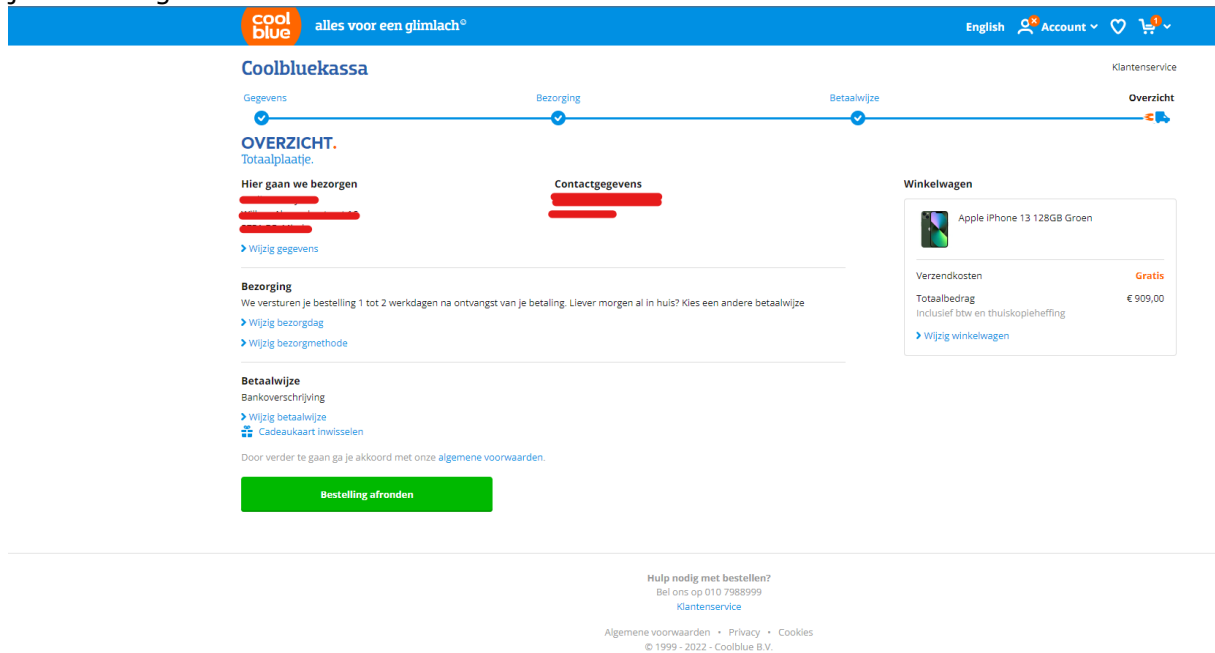 cool
blue
alles voor een glimlach©
English
Account
1
Coolbluekassa
Klantenservice
Gegevens
Bezorging
Betaalwijze
Overzicht
OVERZICHT.
Totaalplaatje.
Hier gaan we bezorgen
Wijzig gegevens
Contactgegevens
Bezorging
We versturen je bestelling 1 tot 2 werkdagen na ontvangst van je betaling. Liever morgen al in huis? Kies een andere betaalwijze
Wijzig bezorgdag
Wijzig bezorgmethode
Betaalwijze
Bankoverschrijving
Wijzig betaalwijze
Cadeaukaart inwisselen
Door verder te gaan ga je akkoord met onze algemene voorwaarden.
Bestelling afronden
Winkelwagen
Apple iPhone 13 128GB Groen
Verzendkosten Gratis
Totaalbedrag € 909,00
Inclusief btw en thuiskopieheffing
Wijzig winkelwagen
Hulp nodig met bestellen?
Bel ons op 010 7988999
Klantenservice
Algemene voorwaarden • Privacy • Cookies
© 1999 - 2022 - Coolblue B.V.